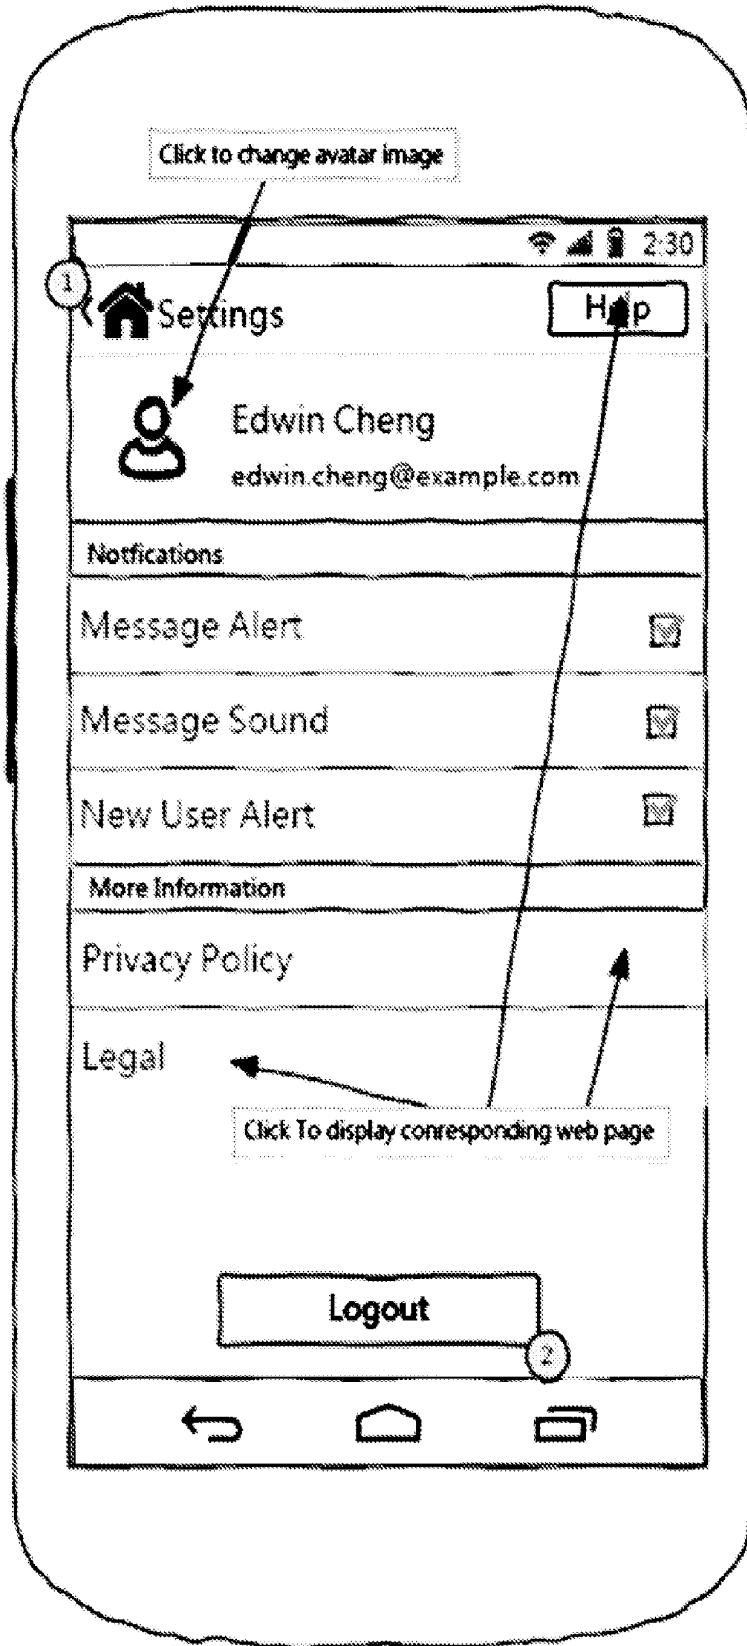 Click to change avatar image
2:30
1
Settings
Help
Edwin Cheng
edwin.cheng@example.com
Notfications
Message Alert
Message Sound
New User Alert
More Information
Privacy Policy
Legal
Click To display conresponding web page
Logout
2